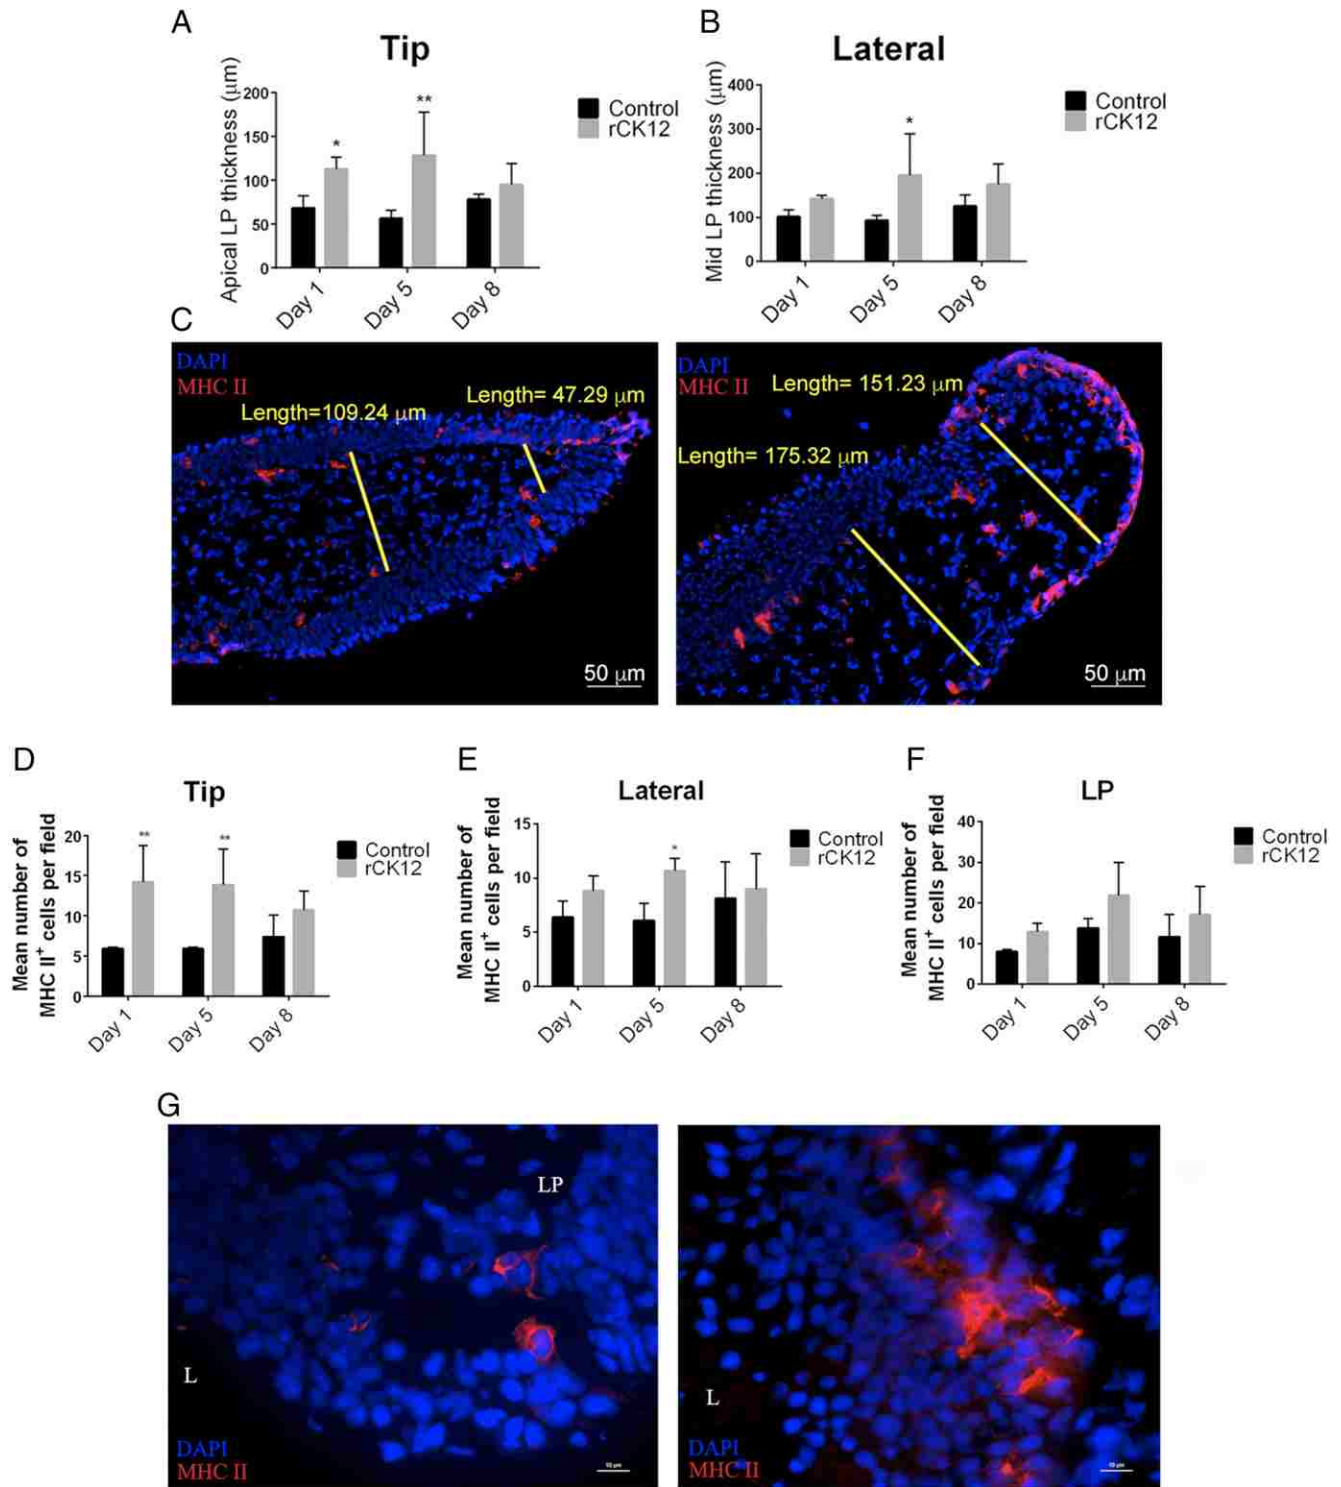 A
Tip
Apical LP thickness (μm)
200
150
100
50
0
*
**
Day 1
Day 5
Day 8
Control
rCK12
B
Lateral
Mid LP thickness (μm)
400
300
200
100
0
*
Day 1
Day 5
Day 8
Control
rCK12
C
DAPI
MHC II
Length=109.24 μm
Length= 47.29 μm
50 μm
DAPI
MHC II
Length= 151.23 μm
Length= 175.32 μm
50 μm
D
Tip
Mean number of
MHC II+ cells per field
20
15
10
5
0
**
**
Day 1
Day 5
Day 8
Control
rCK12
E
Lateral
Mean number of
MHC II+ cells per field
15
10
5
0
*
Day 1
Day 5
Day 8
Control
rCK12
F
LP
Mean number of
MHC II+ cells per field
40
30
20
10
0
Day 1
Day 5
Day 8
Control
rCK12
G
LP
L
DAPI
MHC II
10 μm
L
DAPI
MHC II
10 μm